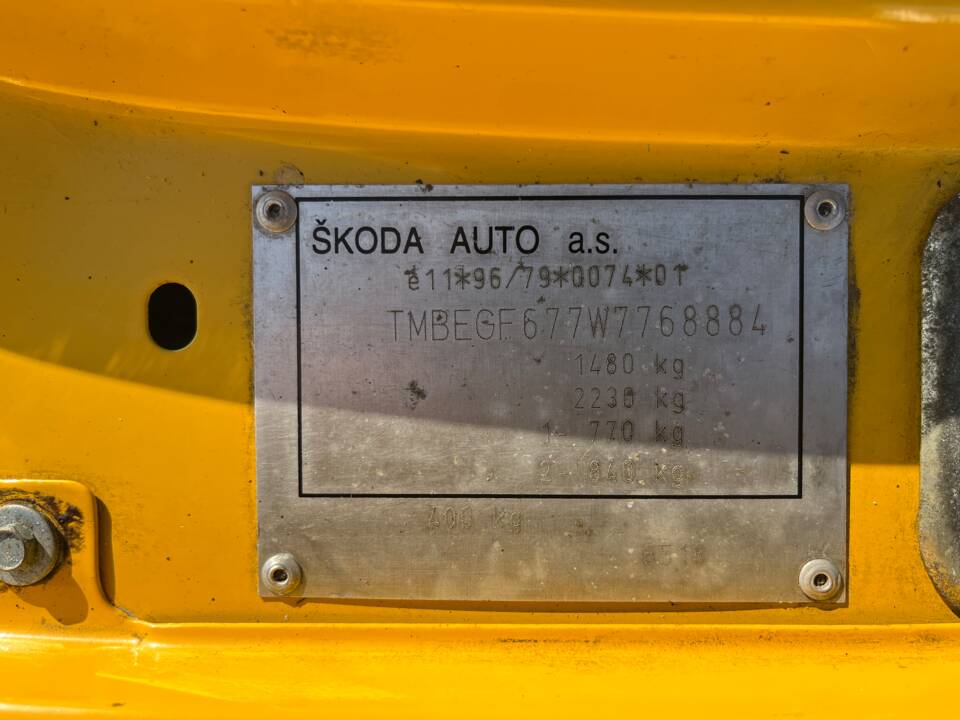 ŠKODA AUTO a.s.
e11*96/79*0074*01
TMBEGF677W7768884
1480 kg
2230 kg
1- 770 kg
2- 840 kg
400 kg